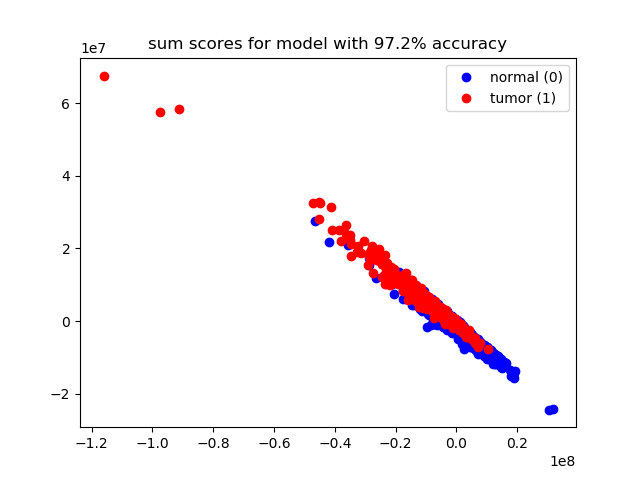 sum scores for model with 97.2% accuracy
1e7
normal (0)
tumor (1)
6
4
2
0
−2
−1.2 −1.0 −0.8 −0.6 −0.4 −0.2 0.0 0.2
1e8